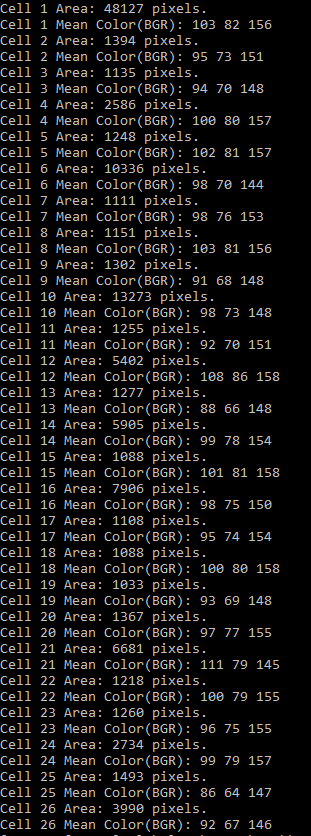 Cell 1 Area: 48127 pixels.
Cell 1 Mean Color(BGR): 103 82 156
Cell 2 Area: 1394 pixels.
Cell 2 Mean Color(BGR): 95 73 151
Cell 3 Area: 1135 pixels.
Cell 3 Mean Color(BGR): 94 70 148
Cell 4 Area: 2586 pixels.
Cell 4 Mean Color(BGR): 100 80 157
Cell 5 Area: 1248 pixels.
Cell 5 Mean Color(BGR): 102 81 157
Cell 6 Area: 10336 pixels.
Cell 6 Mean Color(BGR): 98 70 144
Cell 7 Area: 1111 pixels.
Cell 7 Mean Color(BGR): 98 76 153
Cell 8 Area: 1151 pixels.
Cell 8 Mean Color(BGR): 103 81 156
Cell 9 Area: 1302 pixels.
Cell 9 Mean Color(BGR): 91 68 148
Cell 10 Area: 13273 pixels.
Cell 10 Mean Color(BGR): 98 73 148
Cell 11 Area: 1255 pixels.
Cell 11 Mean Color(BGR): 92 70 151
Cell 12 Area: 5402 pixels.
Cell 12 Mean Color(BGR): 108 86 158
Cell 13 Area: 1277 pixels.
Cell 13 Mean Color(BGR): 88 66 148
Cell 14 Area: 5905 pixels.
Cell 14 Mean Color(BGR): 99 78 154
Cell 15 Area: 1088 pixels.
Cell 15 Mean Color(BGR): 101 81 158
Cell 16 Area: 7906 pixels.
Cell 16 Mean Color(BGR): 98 75 150
Cell 17 Area: 1108 pixels.
Cell 17 Mean Color(BGR): 95 74 154
Cell 18 Area: 1088 pixels.
Cell 18 Mean Color(BGR): 100 80 158
Cell 19 Area: 1033 pixels.
Cell 19 Mean Color(BGR): 93 69 148
Cell 20 Area: 1367 pixels.
Cell 20 Mean Color(BGR): 97 77 155
Cell 21 Area: 6681 pixels.
Cell 21 Mean Color(BGR): 111 79 145
Cell 22 Area: 1218 pixels.
Cell 22 Mean Color(BGR): 100 79 155
Cell 23 Area: 1260 pixels.
Cell 23 Mean Color(BGR): 96 75 155
Cell 24 Area: 2734 pixels.
Cell 24 Mean Color(BGR): 99 79 157
Cell 25 Area: 1493 pixels.
Cell 25 Mean Color(BGR): 86 64 147
Cell 26 Area: 3990 pixels.
Cell 26 Mean Color(BGR): 92 67 146